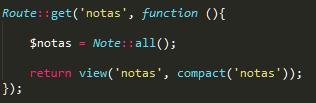 Route::get('notas', function (){
$notas = Note::all();
return view('notas', compact('notas'));
});